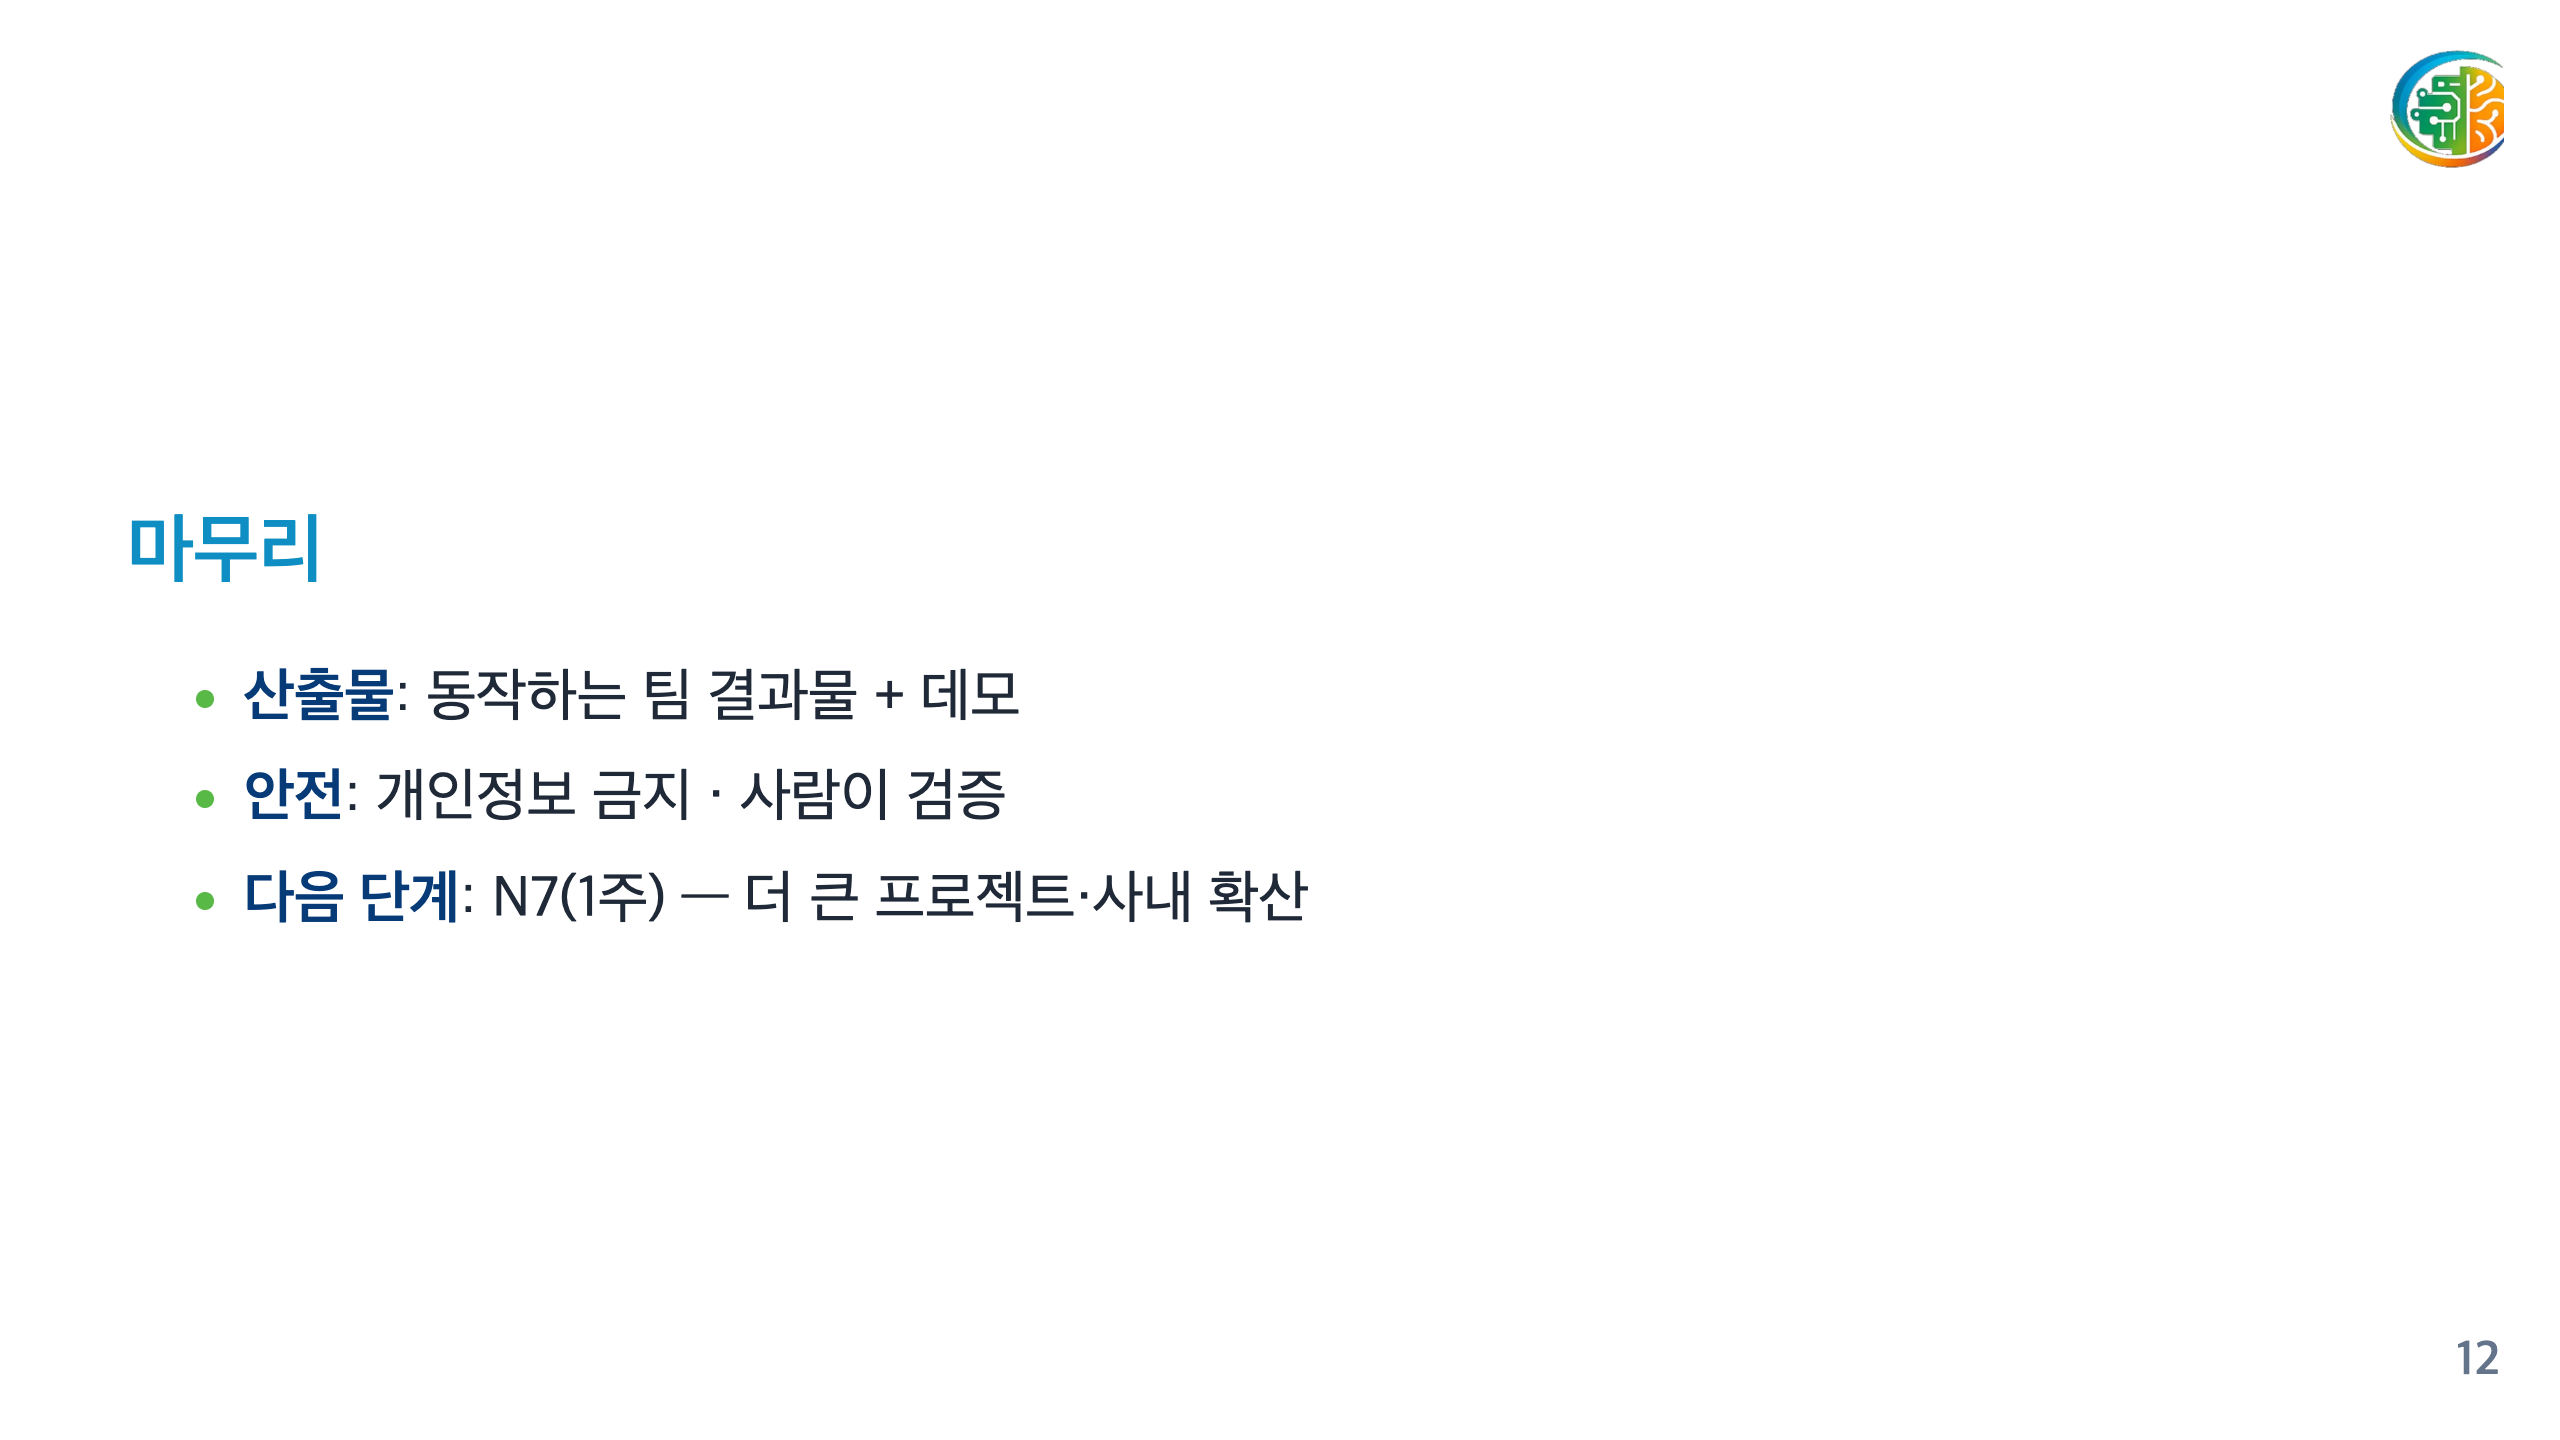 마무리
산출물: 동작하는 팀 결과물 + 데모
안전: 개인정보 금지 · 사람이 검증
다음 단계: N7(1주) — 더 큰 프로젝트·사내 확산
12